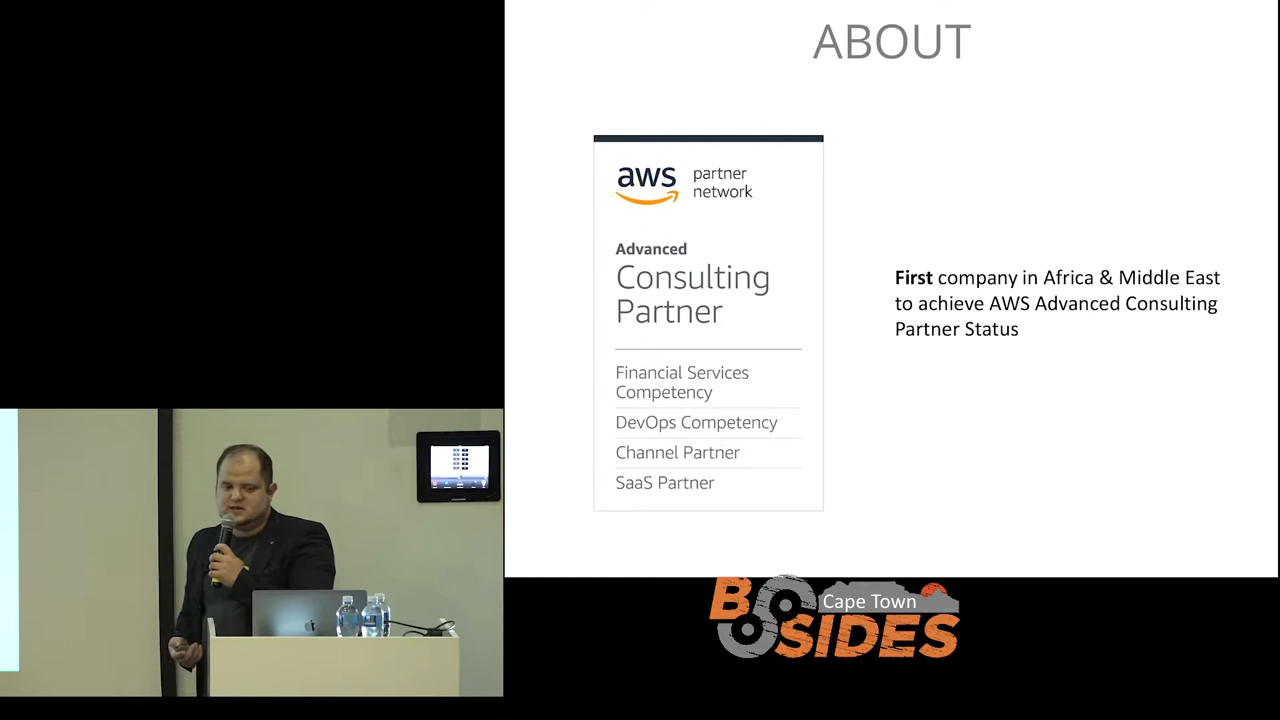 ABOUT
aws partner
network
Advanced
Consulting
Partner
Financial Services
Competency
DevOps Competency
Channel Partner
SaaS Partner
First company in Africa & Middle East
to achieve AWS Advanced Consulting
Partner Status
Cape Town
BSIDES